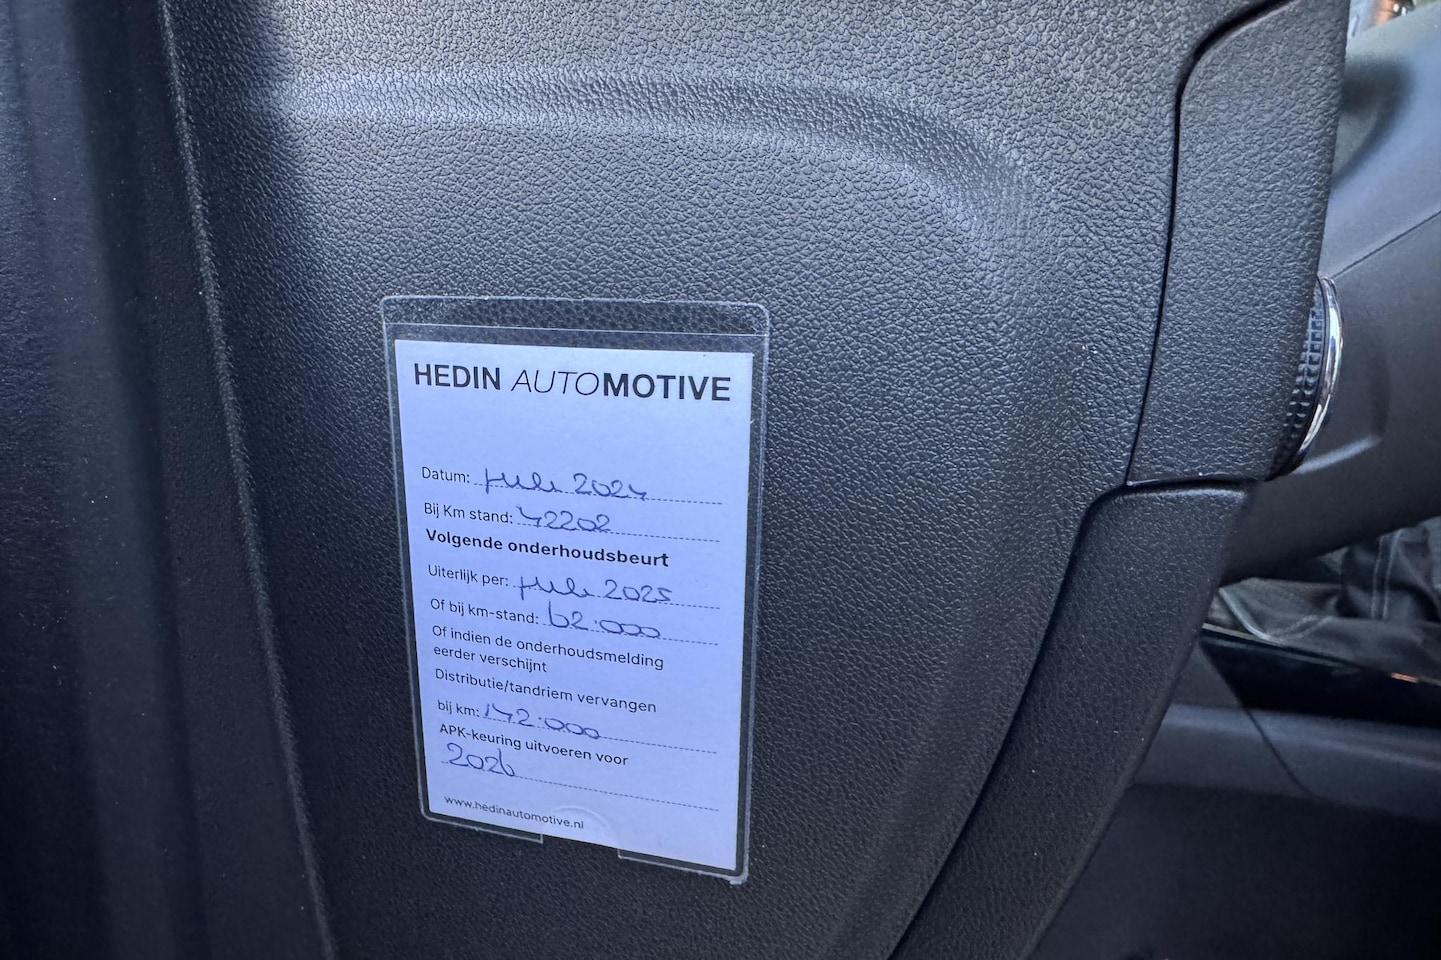 HEDIN AUTOMOTIVE
Datum: juli 2024
Bij Km stand: 42202
Volgende onderhoudsbeurt
Uiterlijk per: juli 2025
Of bij km-stand: 62.000
Of indien de onderhoudsmelding
eerder verschijnt
Distributie/tandriem vervangen
bij km: 142.000
APK-keuring uitvoeren voor
2026
www.hedinautomotive.nl